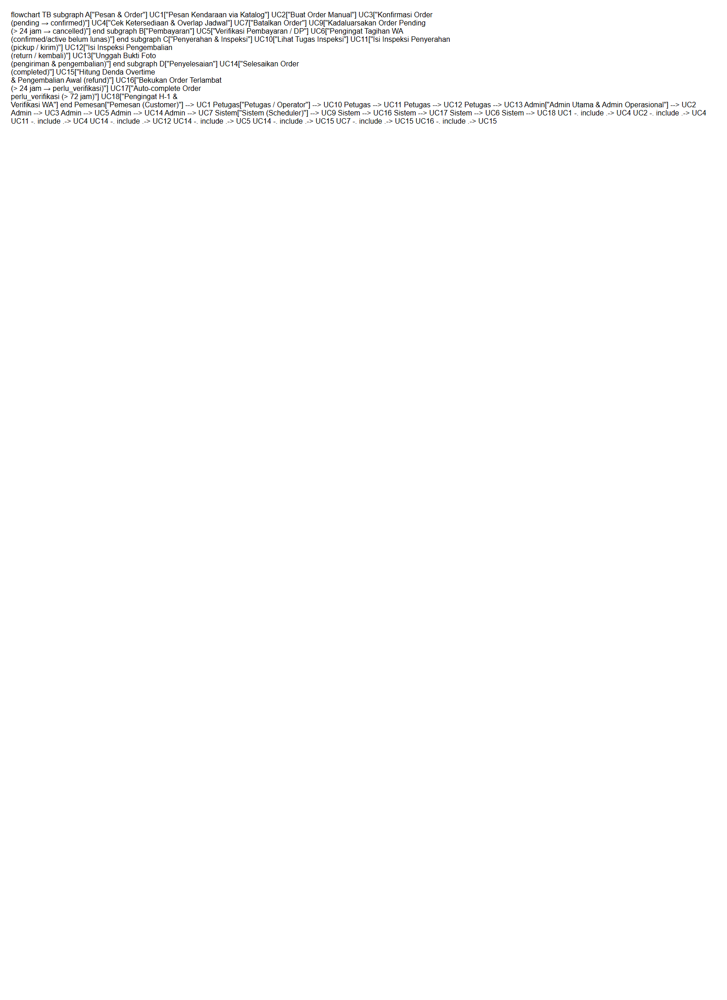 flowchart TB subgraph A["Pesan & Order"] UC1["Pesan Kendaraan via Katalog"] UC2["Buat Order Manual"] UC3["Konfirmasi Order
(pending → confirmed)"] UC4["Cek Ketersediaan & Overlap Jadwal"] UC7["Batalkan Order"] UC9["Kadaluarsakan Order Pending
(> 24 jam → cancelled)"] end subgraph B["Pembayaran"] UC5["Verifikasi Pembayaran / DP"] UC6["Pengingat Tagihan WA
(confirmed/active belum lunas)"] end subgraph C["Penyerahan & Inspeksi"] UC10["Lihat Tugas Inspeksi"] UC11["Isi Inspeksi Penyerahan
(pickup / kirim)"] UC12["Isi Inspeksi Pengembalian
(return / kembali)"] UC13["Unggah Bukti Foto
(pengiriman & pengembalian)"] end subgraph D["Penyelesaian"] UC14["Selesaikan Order
(completed)"] UC15["Hitung Denda Overtime
& Pengembalian Awal (refund)"] UC16["Bekukan Order Terlambat
(> 24 jam → perlu_verifikasi)"] UC17["Auto-complete Order
perlu_verifikasi (> 72 jam)"] UC18["Pengingat H-1 &
Verifikasi WA"] end Pemesan["Pemesan (Customer)"] --> UC1 Petugas["Petugas / Operator"] --> UC10 Petugas --> UC11 Petugas --> UC12 Petugas --> UC13 Admin["Admin Utama & Admin Operasional"] --> UC2
Admin --> UC3 Admin --> UC5 Admin --> UC14 Admin --> UC7 Sistem["Sistem (Scheduler)"] --> UC9 Sistem --> UC16 Sistem --> UC17 Sistem --> UC6 Sistem --> UC18 UC1 -. include .-> UC4 UC2 -. include .-> UC4
UC11 -. include .-> UC4 UC14 -. include .-> UC12 UC14 -. include .-> UC5 UC14 -. include .-> UC15 UC7 -. include .-> UC15 UC16 -. include .-> UC15